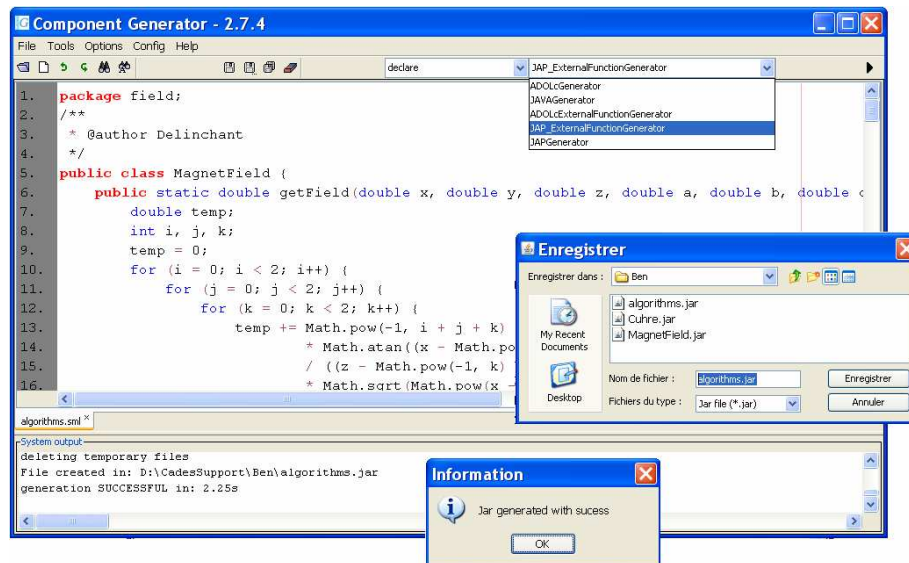 Component Generator - 2.7.4
File Tools Options Config Help
declare
JAP_ExternalFunctionGenerator
ADOLcGenerator
JAVAGenerator
ADOLcExternalFunctionGenerator
JAP_ExternalFunctionGenerator
JAPGenerator
1. package field;
2. /**
3. * @author Delinchant
4. */
5. public class MagnetField {
6. public static double getField(double x, double y, double z, double a, double b, double c
7. double temp;
8. int i, j, k;
9. temp = 0;
10. for (i = 0; i < 2; i++) {
11. for (j = 0; j < 2; j++) {
12. for (k = 0; k < 2; k++) {
13. temp += Math.pow(-1, i + j + k)
14. * Math.atan((x - Math.po
15. / ((z - Math.pow(-1, k)
16. * Math.sqrt(Math.pow(x -
algorithms.sml ×
System output
deleting temporary files
File created in: D:\CadesSupport\Ben\algorithms.jar
generation SUCCESSFUL in: 2.25s
Enregistrer
Enregistrer dans :
Ben
My Recent Documents
Desktop
algorithms.jar
Cuhre.jar
MagnetField.jar
Nom de fichier :
algorithms.jar
Enregistrer
Fichiers du type :
Jar file (*.jar)
Annuler
Information
Jar generated with sucess
OK